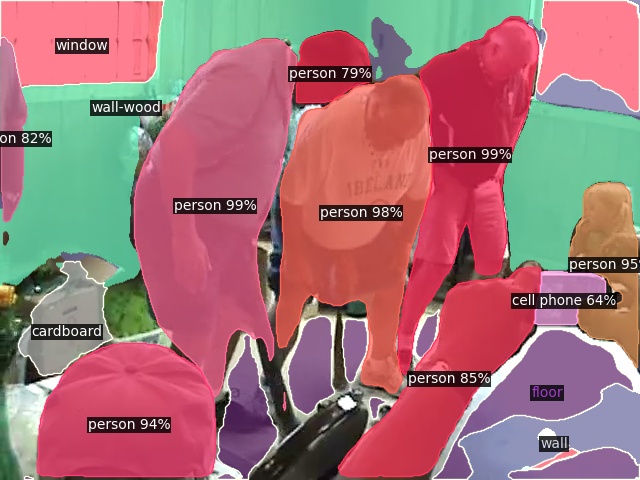 window
wall-wood
person 79%
on 82%
person 99%
person 99%
person 98%
ABELAND
person 95
cell phone 64%
cardboard
person 85%
floor
person 94%
wall